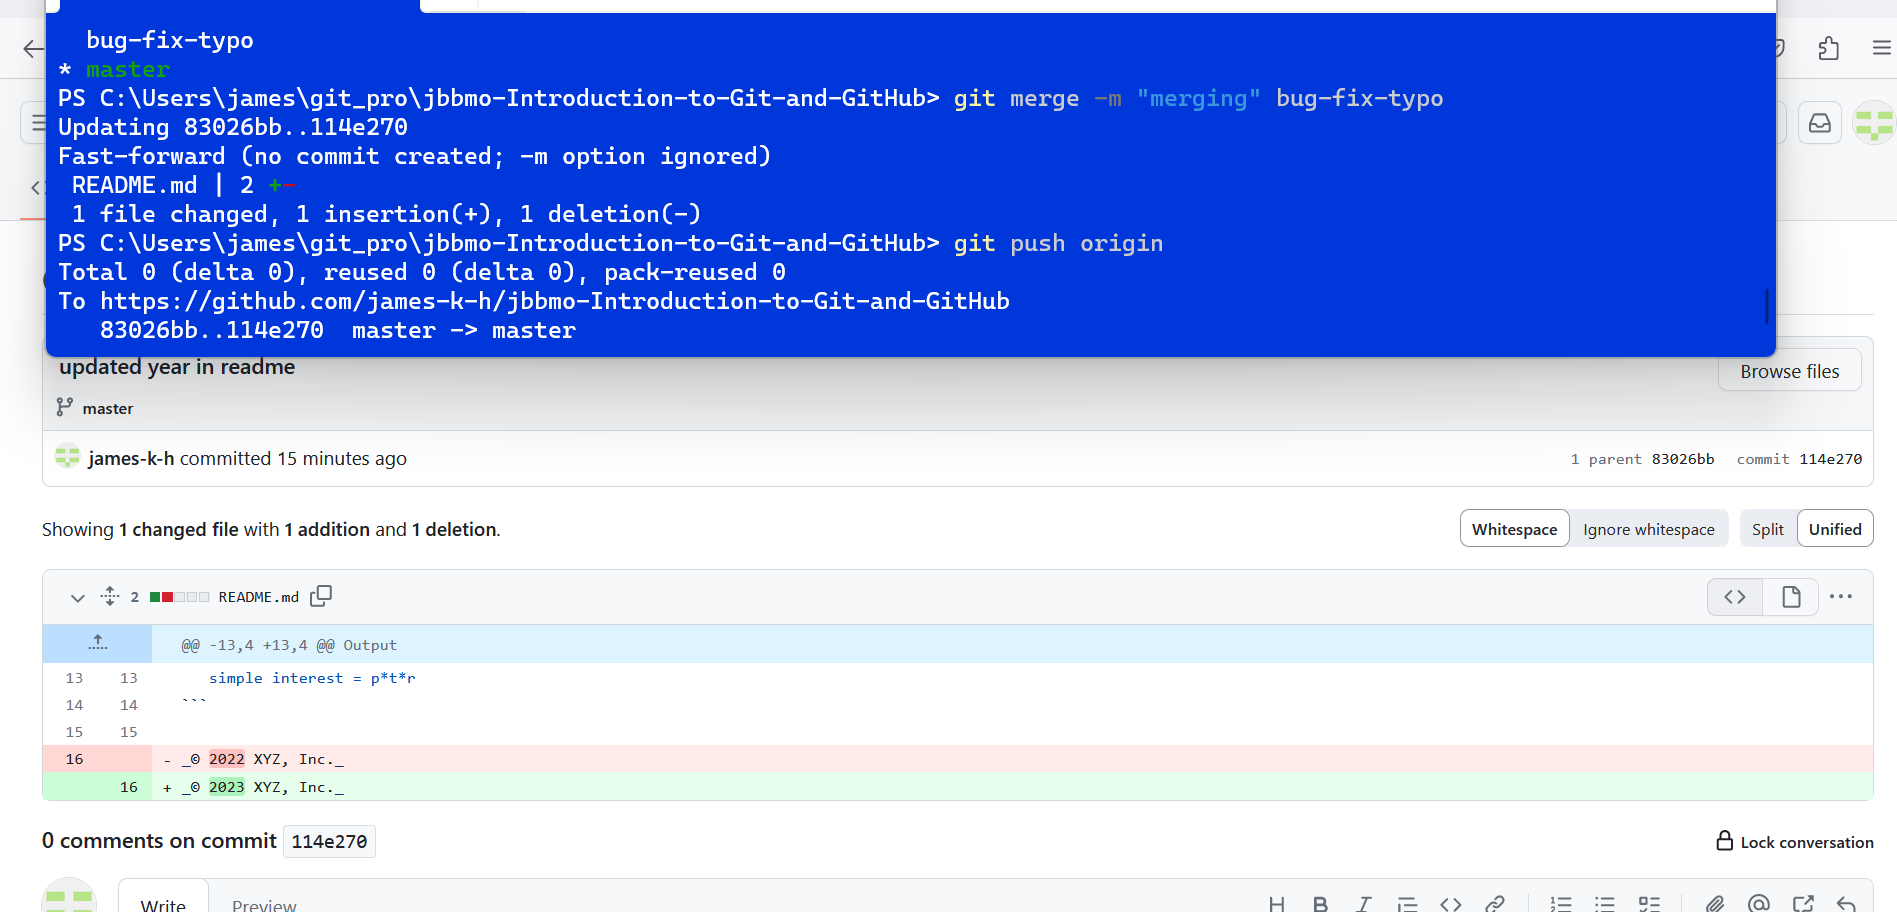 bug-fix-typo
* master
PS C:\Users\james\git_pro\jbbmo-Introduction-to-Git-and-GitHub> git merge -m "merging" bug-fix-typo
Updating 83026bb..114e270
Fast-forward (no commit created; -m option ignored)
README.md | 2 +-
1 file changed, 1 insertion(+), 1 deletion(-)
PS C:\Users\james\git_pro\jbbmo-Introduction-to-Git-and-GitHub> git push origin
Total 0 (delta 0), reused 0 (delta 0), pack-reused 0
To https://github.com/james-k-h/jbbmo-Introduction-to-Git-and-GitHub
83026bb..114e270  master -> master
updated year in readme
Browse files
master
james-k-h committed 15 minutes ago
1 parent 83026bb commit 114e270
Showing 1 changed file with 1 addition and 1 deletion.
Whitespace Ignore whitespace Split Unified
2 README.md
@@ -13,4 +13,4 @@ Output
13 13 simple interest = p*t*r
14 14 ```
15 15
16 - _© 2022 XYZ, Inc._
16 + _© 2023 XYZ, Inc._
0 comments on commit 114e270
Lock conversation
Write Preview